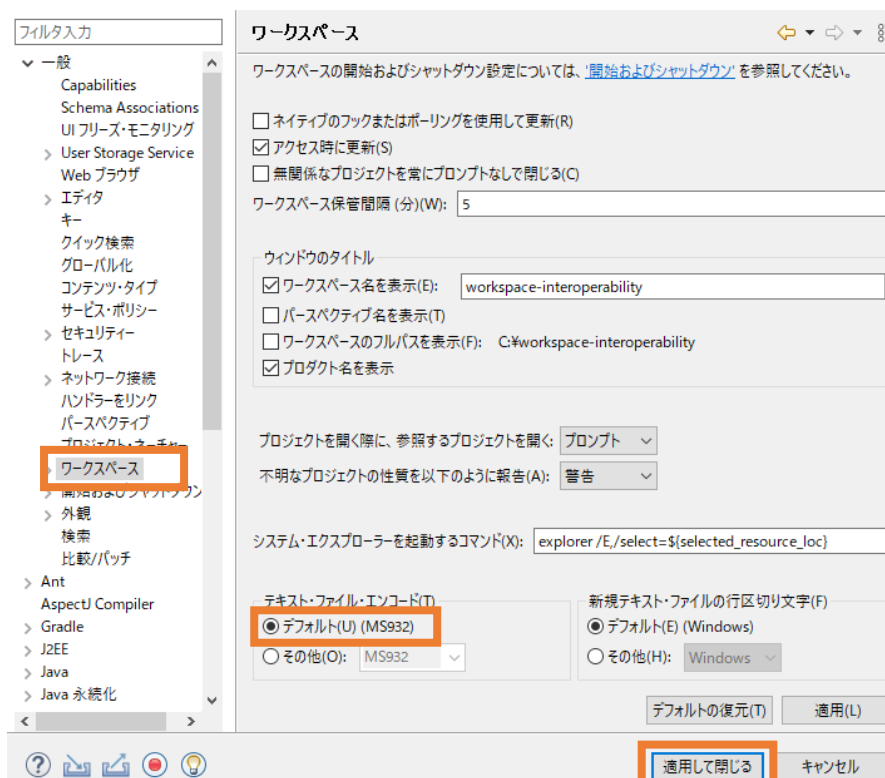 フィルタ入力
一般
Capabilities
Schema Associations
UI フリーズ・モニタリング
User Storage Service
Web ブラウザ
エディタ
キー
クイック検索
グローバル化
コンテンツ・タイプ
サービス・ポリシー
セキュリティー
トレース
ネットワーク接続
ハンドラーをリンク
パースペクティブ
プロジェクト・ネーチャー
ワークスペース
開始およびシャットダウン
外観
検索
比較/パッチ
Ant
AspectJ Compiler
Gradle
J2EE
Java
Java 永続化
ワークスペース
ワークスペースの開始およびシャットダウン設定については、'開始およびシャットダウン' を参照してください。
ネイティブのフックまたはポーリングを使用して更新(R)
アクセス時に更新(S)
無関係なプロジェクトを常にプロンプトなしで閉じる(C)
ワークスペース保管間隔 (分)(W): 5
ウィンドウのタイトル
ワークスペース名を表示(E): workspace-interoperability
パースペクティブ名を表示(T)
ワークスペースのフルパスを表示(F): C:¥workspace-interoperability
プロダクト名を表示
プロジェクトを開く際に、参照するプロジェクトを開く: プロンプト
不明なプロジェクトの性質を以下のように報告(A): 警告
システム・エクスプローラーを起動するコマンド(X): explorer /E,/select=${selected_resource_loc}
テキスト・ファイル・エンコード(T)
デフォルト(U) (MS932)
その他(O): MS932
新規テキスト・ファイルの行区切り文字(F)
デフォルト(E) (Windows)
その他(H): Windows
デフォルトの復元(T) 適用(L)
適用して閉じる キャンセル